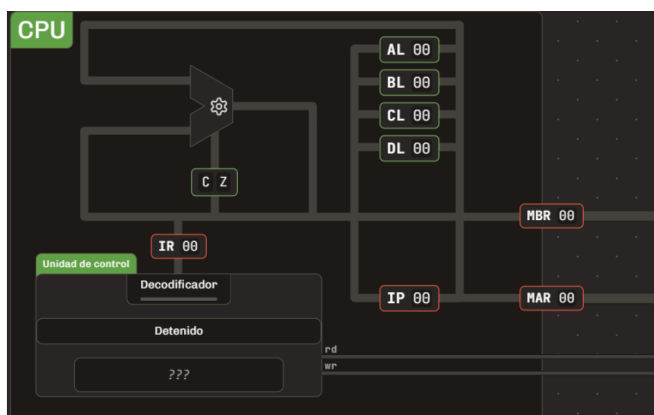 CPU
AL 00
BL 00
CL 00
DL 00
C Z
MBR 00
IR 00
Unidad de control
Decodificador
IP 00
MAR 00
Detenido
rd
wr
???